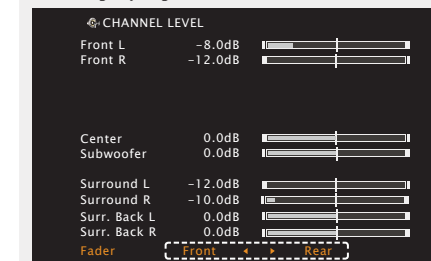 CHANNEL LEVEL
Front L -8.0dB
Front R -12.0dB
Center 0.0dB
Subwoofer 0.0dB
Surround L -12.0dB
Surround R -10.0dB
Surr. Back L 0.0dB
Surr. Back R 0.0dB
Fader Front Rear